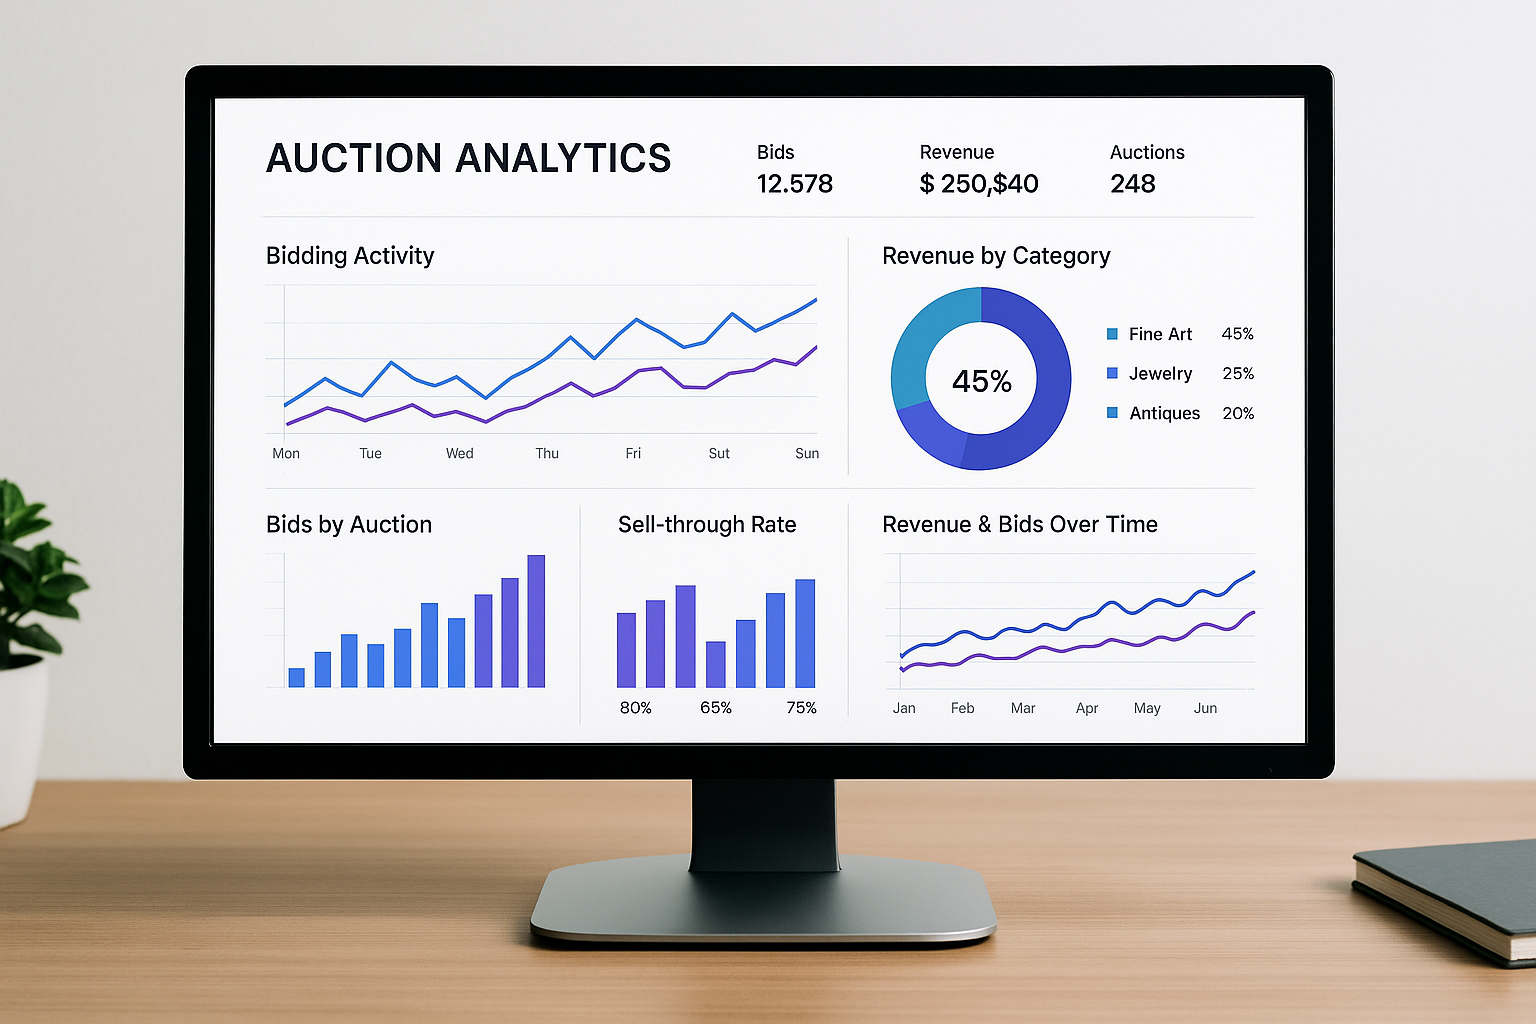 AUCTION ANALYTICS
Bids
12.578
Revenue
$ 250,$40
Auctions
248
Bidding Activity
Mon Tue Wed Thu Fri Sut Sun
Revenue by Category
45%
Fine Art 45%
Jewelry 25%
Antiques 20%
Bids by Auction
Sell-through Rate
80% 65% 75%
Revenue & Bids Over Time
Jan Feb Mar Apr May Jun